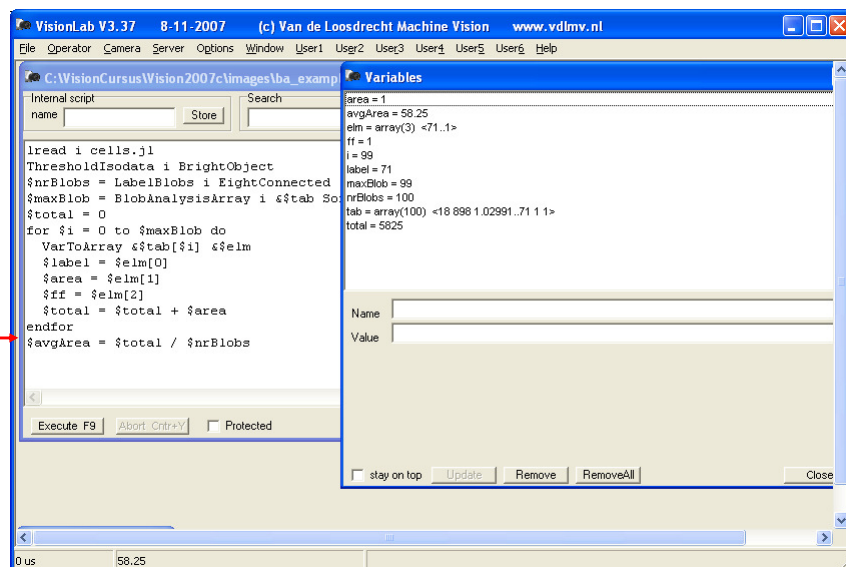 VisionLab V3.37 8-11-2007 (c) Van de Loosdrecht Machine Vision www.vdlmv.nl
File Operator Camera Server Options Window User1 User2 User3 User4 User5 User6 Help
C:\VisionCursus\Vision2007c\images\ba_examp
Internal script
name
Store
Search
lread i cells.jl
ThresholdIsodata i BrightObject
$nrBlobs = LabelBlobs i EightConnected
$maxBlob = BlobAnalysisArray i &$tab So
$total = 0
for $i = 0 to $maxBlob do
VarToArray &$tab[$i] &$elm
$label = $elm[0]
$area = $elm[1]
$ff = $elm[2]
$total = $total + $area
endfor
$avgArea = $total / $nrBlobs
Execute F9
Abort Cntr+Y
Protected
Variables
area = 1
avgArea = 58.25
elm = array(3) <71..1>
ff = 1
i = 99
label = 71
maxBlob = 99
nrBlobs = 100
tab = array(100) <18 898 1.02991..71 1 1>
total = 5825
Name
Value
stay on top
Update
Remove
RemoveAll
Close
0 us
58.25